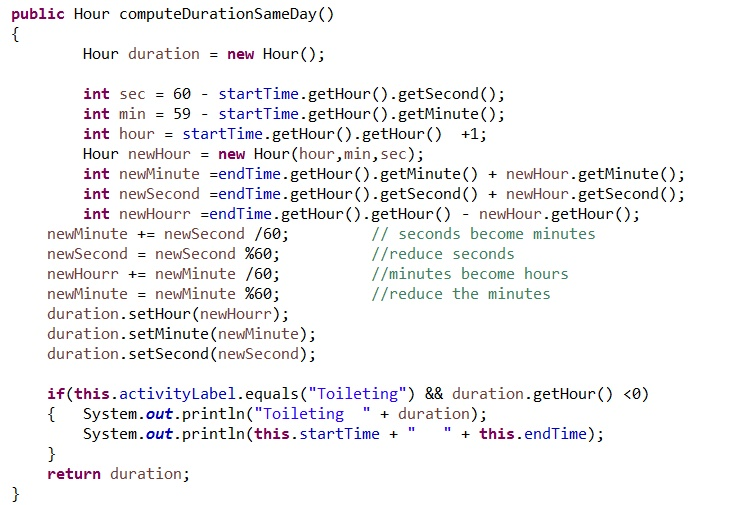 public Hour computeDurationSameDay()
{
        Hour duration = new Hour();

        int sec = 60 - startTime.getHour().getSecond();
        int min = 59 - startTime.getHour().getMinute();
        int hour = startTime.getHour().getHour()  +1;
        Hour newHour = new Hour(hour,min,sec);
        int newMinute =endTime.getHour().getMinute() + newHour.getMinute();
        int newSecond =endTime.getHour().getSecond() + newHour.getSecond();
        int newHourr =endTime.getHour().getHour() - newHour.getHour();
    newMinute += newSecond /60;         // seconds become minutes
    newSecond = newSecond %60;          //reduce seconds
    newHourr += newMinute /60;          //minutes become hours
    newMinute = newMinute %60;          //reduce the minutes
    duration.setHour(newHourr);
    duration.setMinute(newMinute);
    duration.setSecond(newSecond);

    if(this.activityLabel.equals("Toileting") && duration.getHour() <0)
    {   System.out.println("Toileting  " + duration);
        System.out.println(this.startTime + "   " + this.endTime);
    }
    return duration;
}